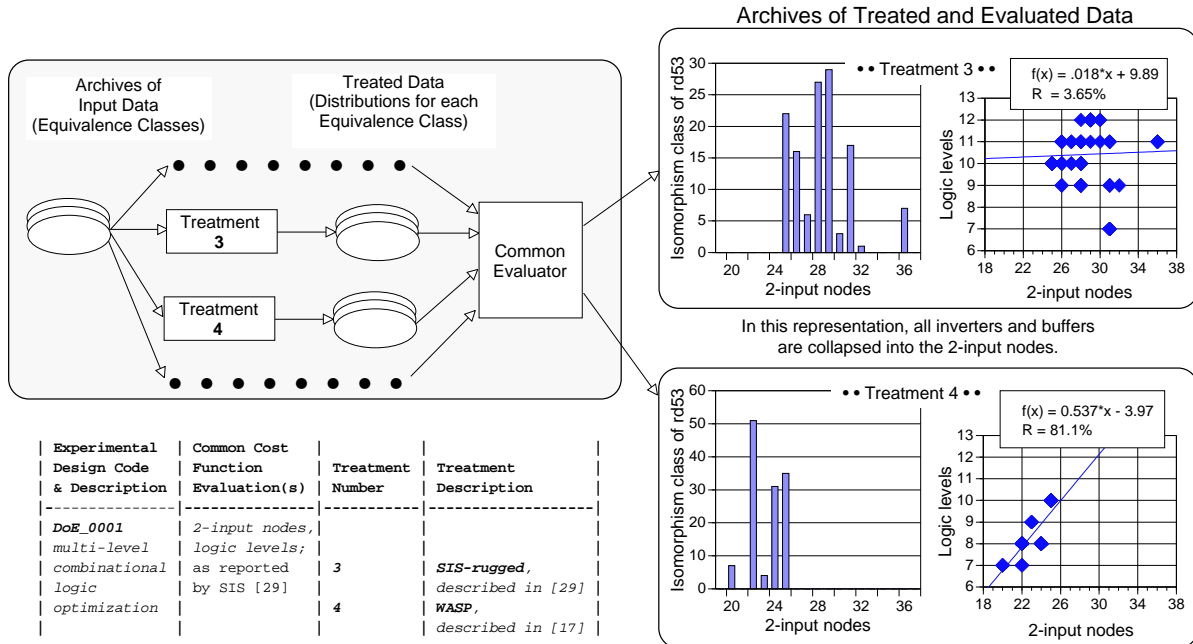 Archives of Treated and Evaluated Data
Archives of
Input Data
(Equivalence Classes)
Treated Data
(Distributions for each
Equivalence Class)
Treatment
3
Treatment
4
Common
Evaluator
•• Treatment 3 ••
Isomorphism class of rd53
30
25
20
15
10
5
0
20 24 28 32 36
2-input nodes
f(x) = .018*x + 9.89
R = 3.65%
Logic levels
13
12
11
10
9
8
7
6
18 22 26 30 34 38
2-input nodes
In this representation, all inverters and buffers
are collapsed into the 2-input nodes.
•• Treatment 4 ••
Isomorphism class of rd53
60
50
40
30
20
10
0
20 24 28 32 36
2-input nodes
f(x) = 0.537*x - 3.97
R = 81.1%
Logic levels
13
12
11
10
9
8
7
6
18 22 26 30 34 38
2-input nodes
| Experimental | Common Cost | | |
| Design Code | Function | Treatment | Treatment |
| & Description | Evaluation(s) | Number | Description |
| DoE_0001 | 2-input nodes, | | |
| multi-level | logic levels; | | |
| combinational | as reported | 3 | SIS-rugged, |
| logic | by SIS [29] | | described in [29] |
| optimization | | 4 | WASP, |
| | | | described in [17] |